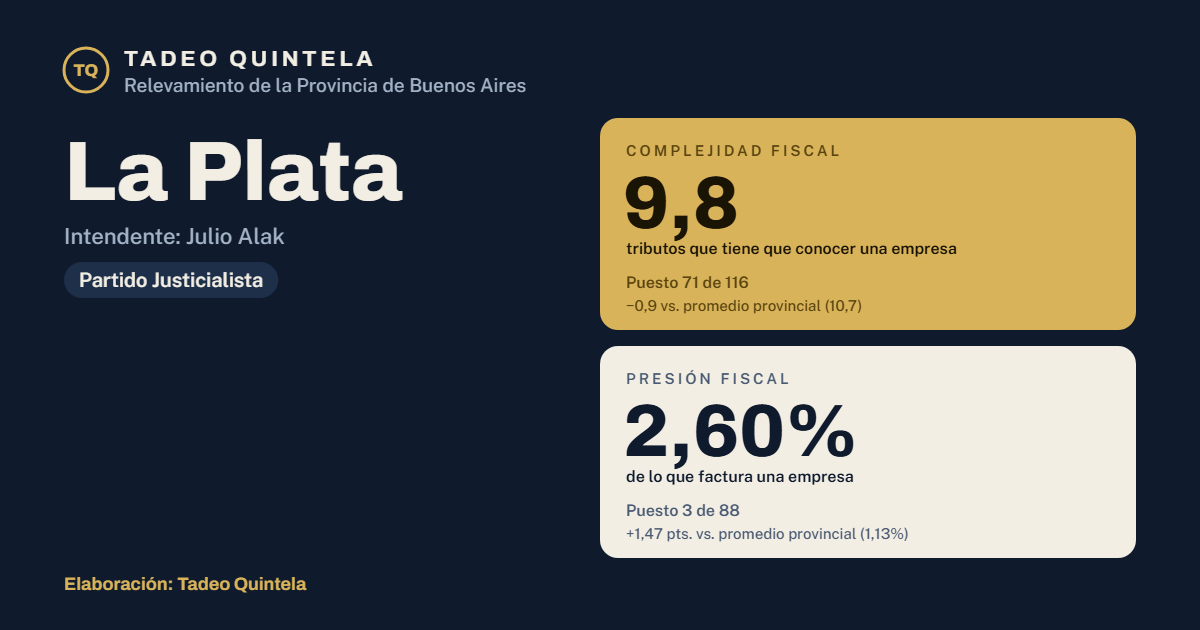 TQ
TADEO QUINTELA
Relevamiento de la Provincia de Buenos Aires
La Plata
Intendente: Julio Alak
Partido Justicialista
COMPLEJIDAD FISCAL
9,8
tributos que tiene que conocer una empresa
Puesto 71 de 116
−0,9 vs. promedio provincial (10,7)
PRESIÓN FISCAL
2,60%
de lo que factura una empresa
Puesto 3 de 88
+1,47 pts. vs. promedio provincial (1,13%)
Elaboración: Tadeo Quintela